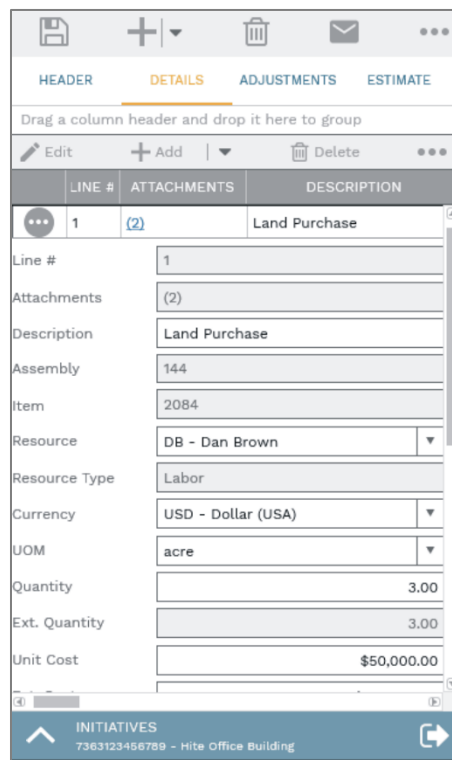 HEADER DETAILS ADJUSTMENTS ESTIMATE
Drag a column header and drop it here to group
Edit Add Delete
LINE # ATTACHMENTS DESCRIPTION
1 (2) Land Purchase
Line # 1
Attachments (2)
Description Land Purchase
Assembly 144
Item 2084
Resource DB - Dan Brown
Resource Type Labor
Currency USD - Dollar (USA)
UOM acre
Quantity 3.00
Ext. Quantity 3.00
Unit Cost $50,000.00
INITIATIVES
7363123456789 - Hite Office Building